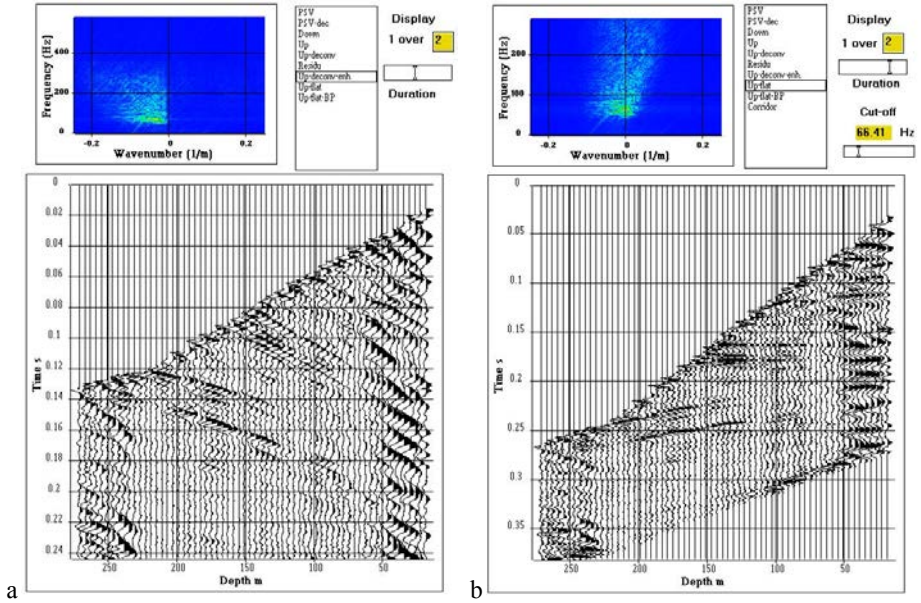 Frequency (Hz)
600
200
0
-0.2
0
0.2
Wavenumber (1/m)
PSV
PSV-dec
Down
Up
Up-deconv
Residu
Up-deconv-enh.
Up-flat
Up-flat-BP
Display
1 over 2
Duration
Time s
0
0.02
0.04
0.06
0.08
0.1
0.12
0.14
0.16
0.18
0.2
0.22
0.24
250
200
150
100
50
Depth m
a
Frequency (Hz)
200
100
0
-0.2
0
0.2
Wavenumber (1/m)
PSV
PSV-dec
Down
Up
Up-deconv
Residu
Up-deconv-enh.
Up-flat
Up-flat-BP
Corridor
Display
1 over 2
Duration
Cut-off
66.41 Hz
Time s
0
0.05
0.1
0.15
0.2
0.25
0.3
0.35
250
200
150
100
50
Depth m
b